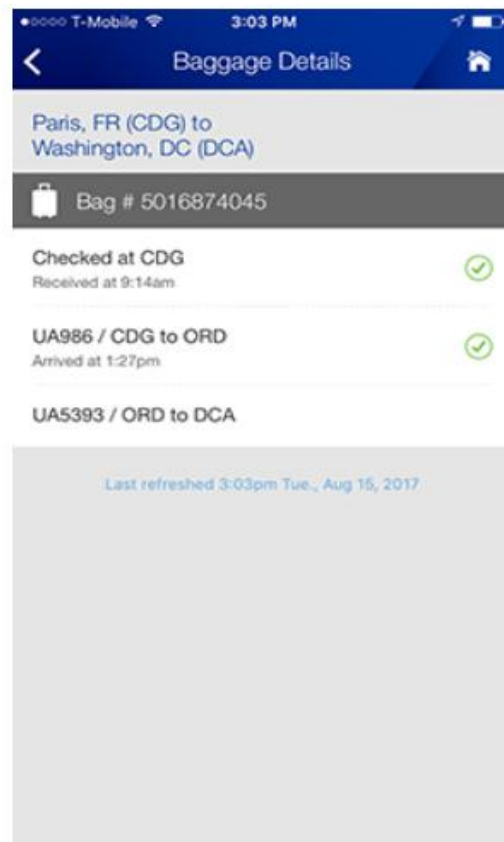 T-Mobile 3:03 PM
Baggage Details
Paris, FR (CDG) to
Washington, DC (DCA)
Bag # 5016874045
Checked at CDG
Received at 9:14am
UA986 / CDG to ORD
Arrived at 1:27pm
UA5393 / ORD to DCA
Last refreshed 3:03pm Tue., Aug 15, 2017